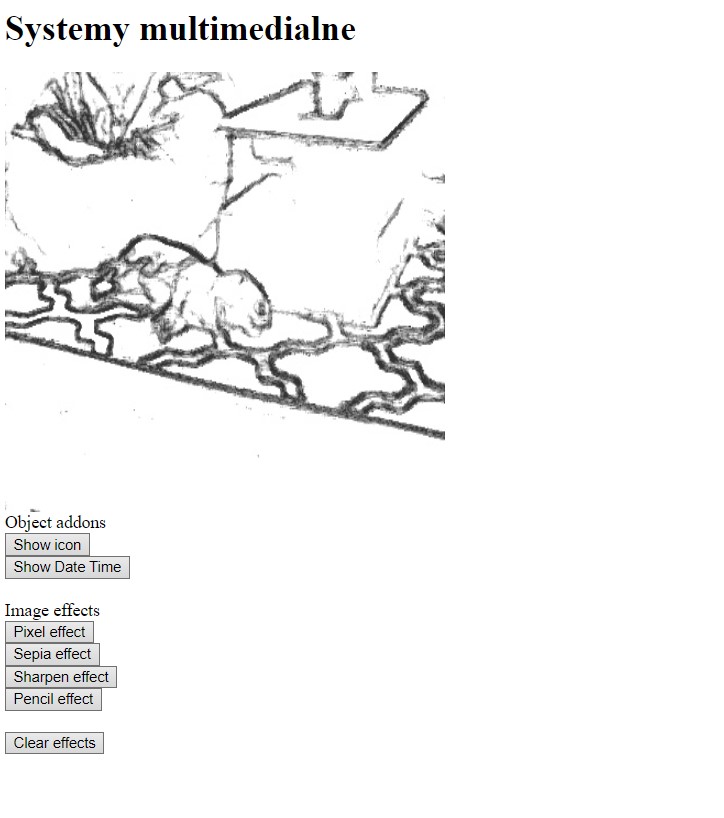 Systemy multimedialne
Object addons
Show icon
Show Date Time
Image effects
Pixel effect
Sepia effect
Sharpen effect
Pencil effect
Clear effects